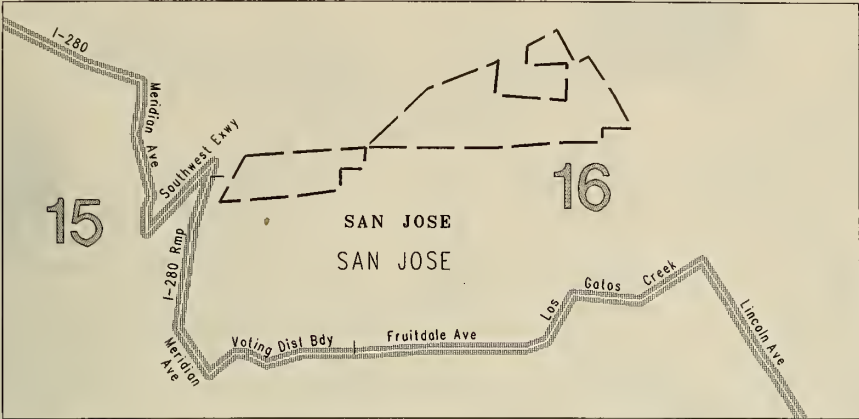 I-280
Meridian Ave
Southwest Exwy
15
16
SAN JOSE
SAN JOSE
I-280 Rmp
Meridian
Ave
Voting Dist Bdy
Fruitdale Ave
Los
Gatos
Creek
Lincoln Ave